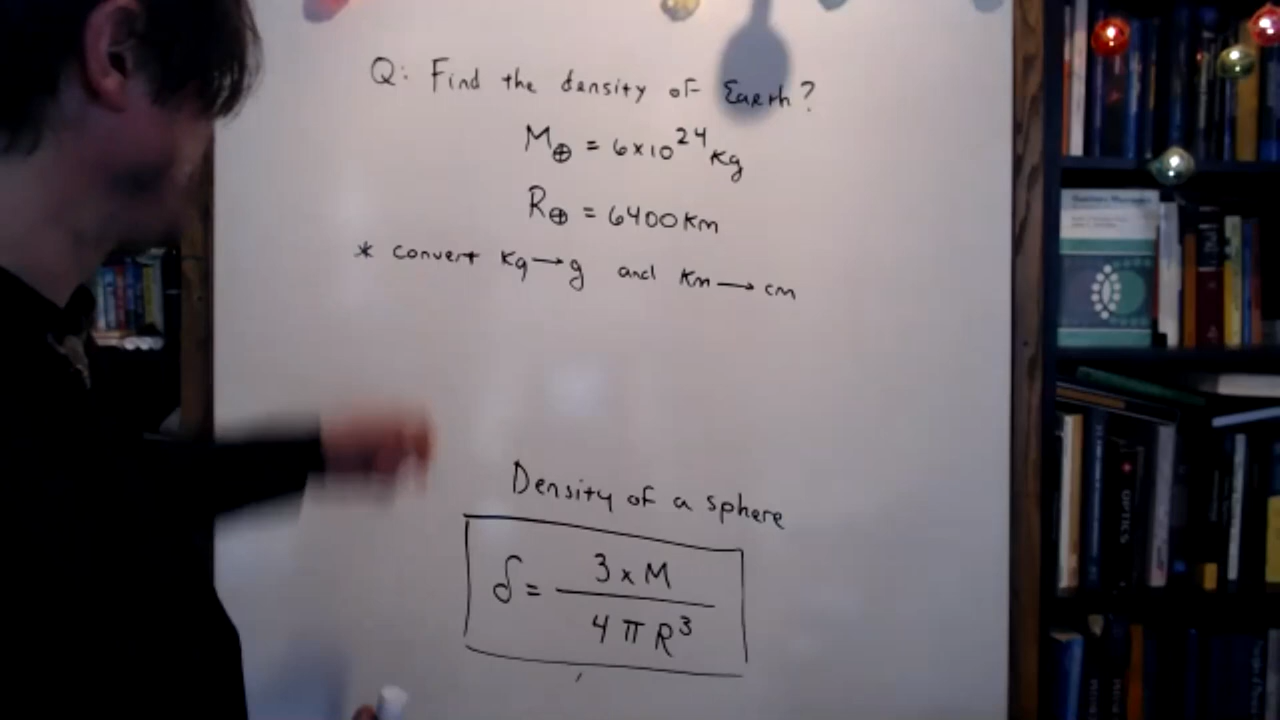 Q: Find the density of Earth?
M⊕ = 6x10²⁴ Kg
R⊕ = 6400 Km
* convert Kg → g and Km → cm
Density of a sphere
δ = 3 x M / 4 π R³
OPTICS